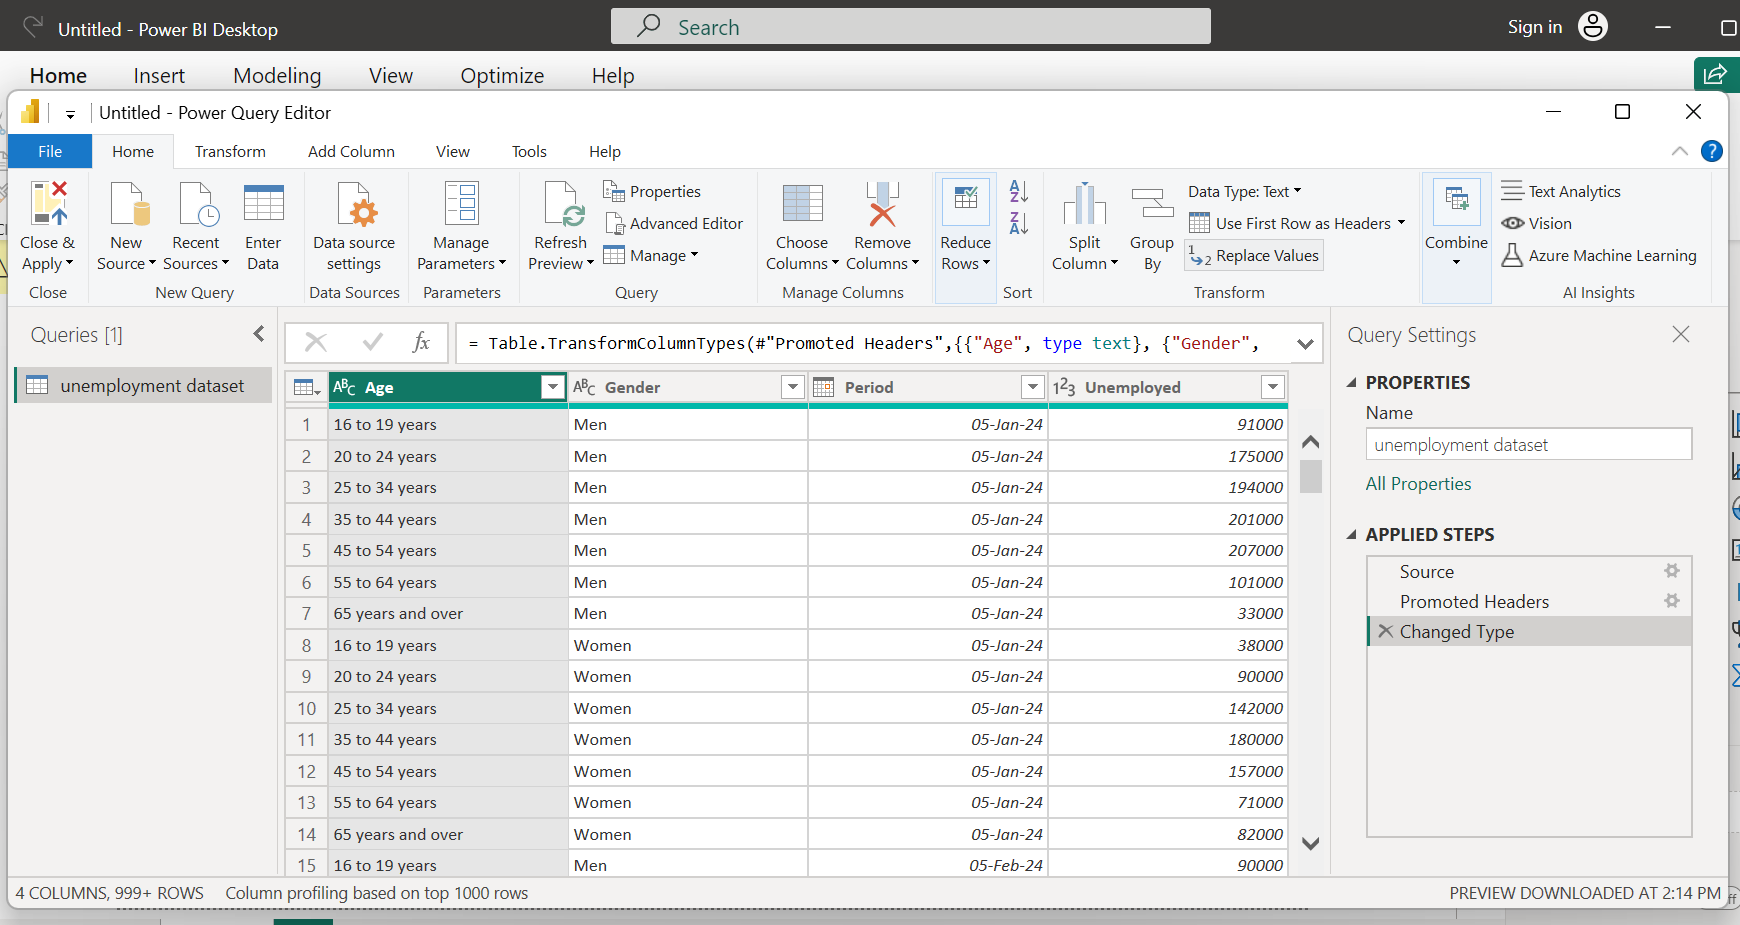 Untitled - Power BI Desktop
Search
Sign in
Home Insert Modeling View Optimize Help
Untitled - Power Query Editor
File Home Transform Add Column View Tools Help
Close & Apply
Close
New Source
Recent Sources
Enter Data
New Query
Data source settings
Data Sources
Manage Parameters
Parameters
Refresh Preview
Properties
Advanced Editor
Manage
Query
Choose Columns
Remove Columns
Manage Columns
Reduce Rows
Sort
Split Column
Group By
Data Type: Text
Use First Row as Headers
Replace Values
Transform
Combine
Text Analytics
Vision
Azure Machine Learning
AI Insights
Queries [1]
unemployment dataset
fx
= Table.TransformColumnTypes(#"Promoted Headers",{{"Age", type text}, {"Gender",
Age Gender Period Unemployed
1 16 to 19 years Men 05-Jan-24 91000
2 20 to 24 years Men 05-Jan-24 175000
3 25 to 34 years Men 05-Jan-24 194000
4 35 to 44 years Men 05-Jan-24 201000
5 45 to 54 years Men 05-Jan-24 207000
6 55 to 64 years Men 05-Jan-24 101000
7 65 years and over Men 05-Jan-24 33000
8 16 to 19 years Women 05-Jan-24 38000
9 20 to 24 years Women 05-Jan-24 90000
10 25 to 34 years Women 05-Jan-24 142000
11 35 to 44 years Women 05-Jan-24 180000
12 45 to 54 years Women 05-Jan-24 157000
13 55 to 64 years Women 05-Jan-24 71000
14 65 years and over Women 05-Jan-24 82000
15 16 to 19 years Men 05-Feb-24 90000
Query Settings
PROPERTIES
Name
unemployment dataset
All Properties
APPLIED STEPS
Source
Promoted Headers
Changed Type
4 COLUMNS, 999+ ROWS Column profiling based on top 1000 rows
PREVIEW DOWNLOADED AT 2:14 PM